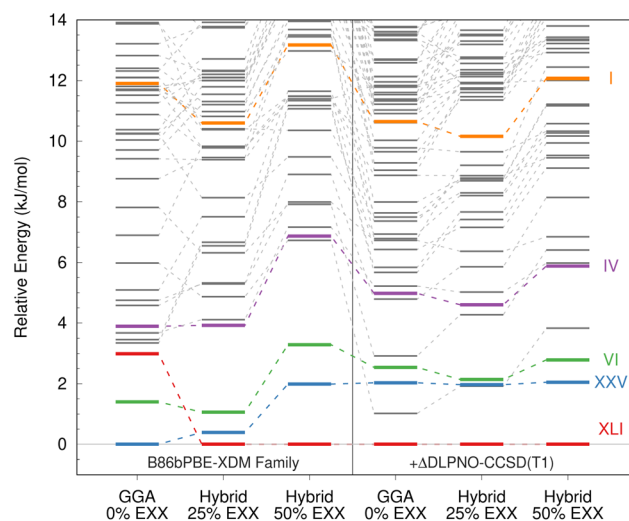 14
12
10
8
6
4
2
0
Relative Energy (kJ/mol)
I
IV
VI
XXV
XLI
B86bPBE-XDM Family
+ΔDLPNO-CCSD(T1)
GGA
0% EXX
Hybrid
25% EXX
Hybrid
50% EXX
GGA
0% EXX
Hybrid
25% EXX
Hybrid
50% EXX